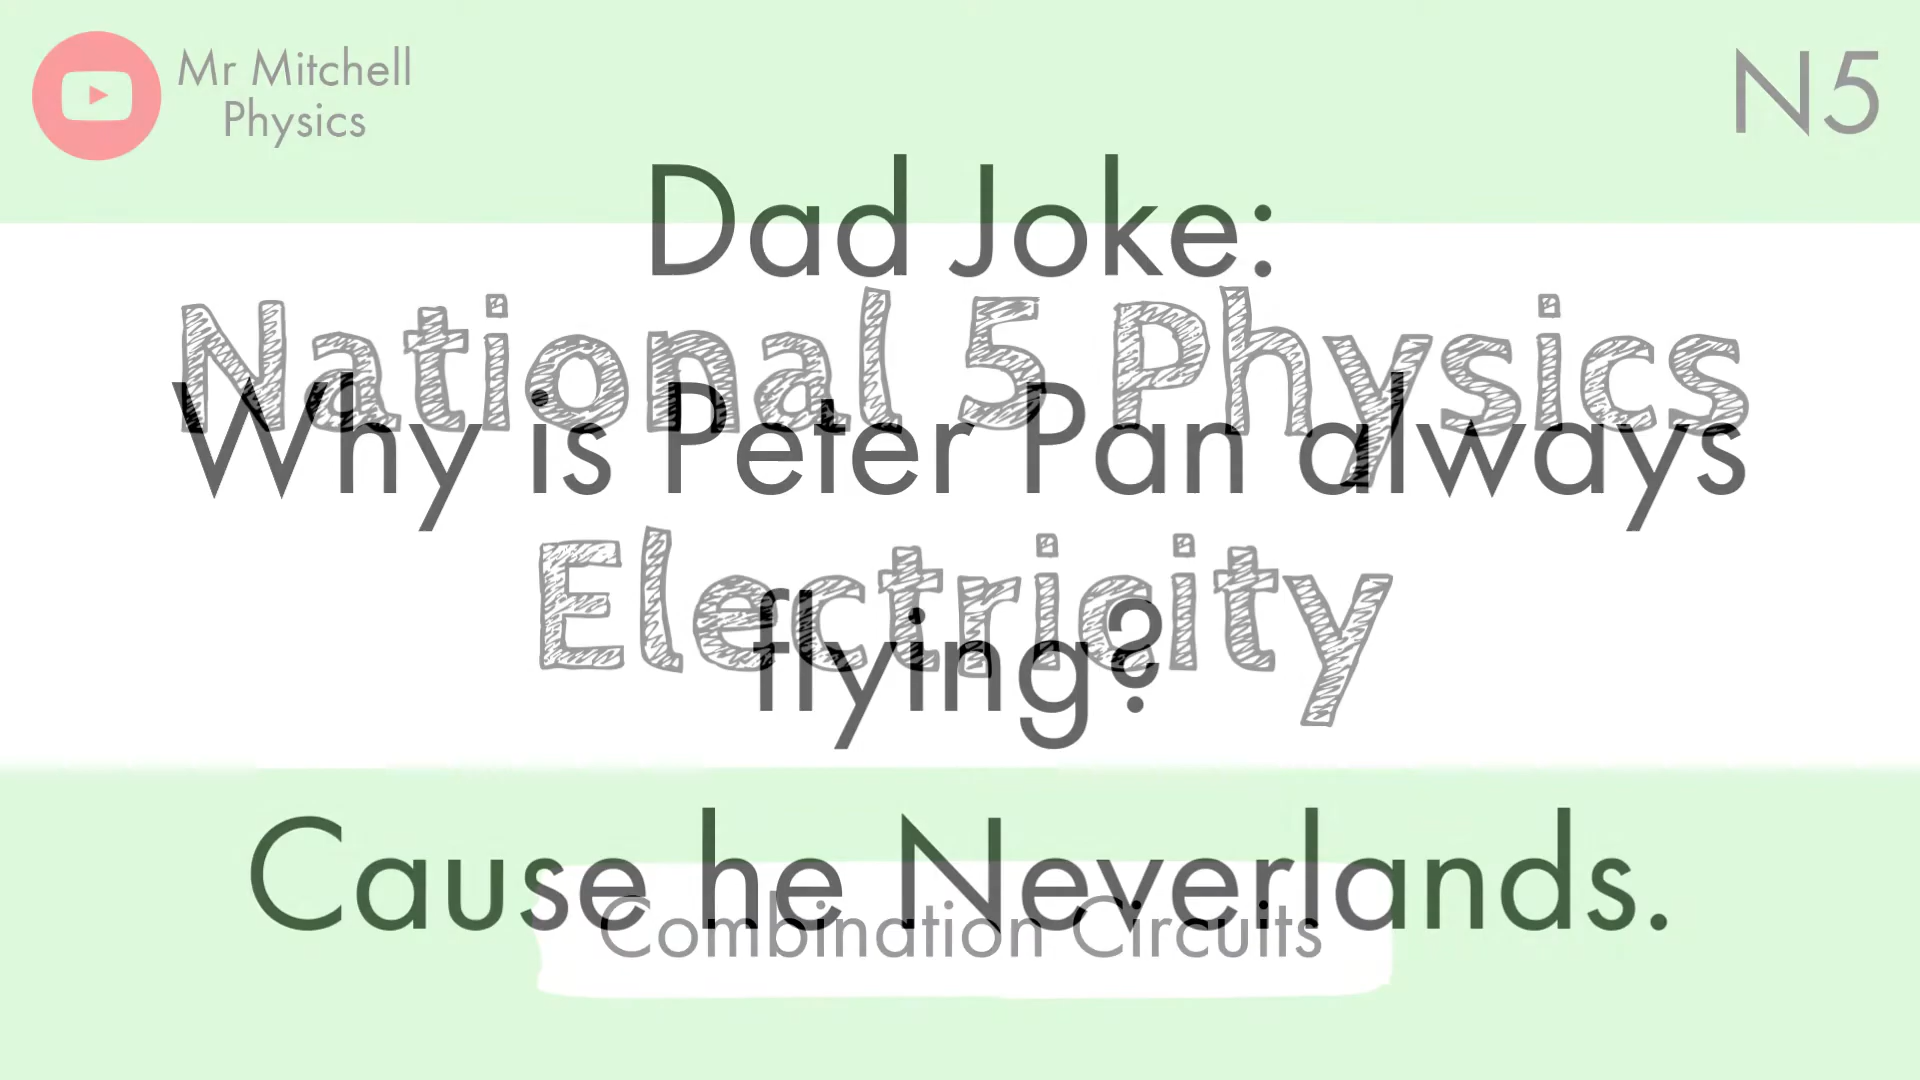 Mr Mitchell
Physics
N5
Dad Joke:
National 5 Physics
Why is Peter Pan always
Electricity
flying?
Cause he Neverlands.
Combination Circuits